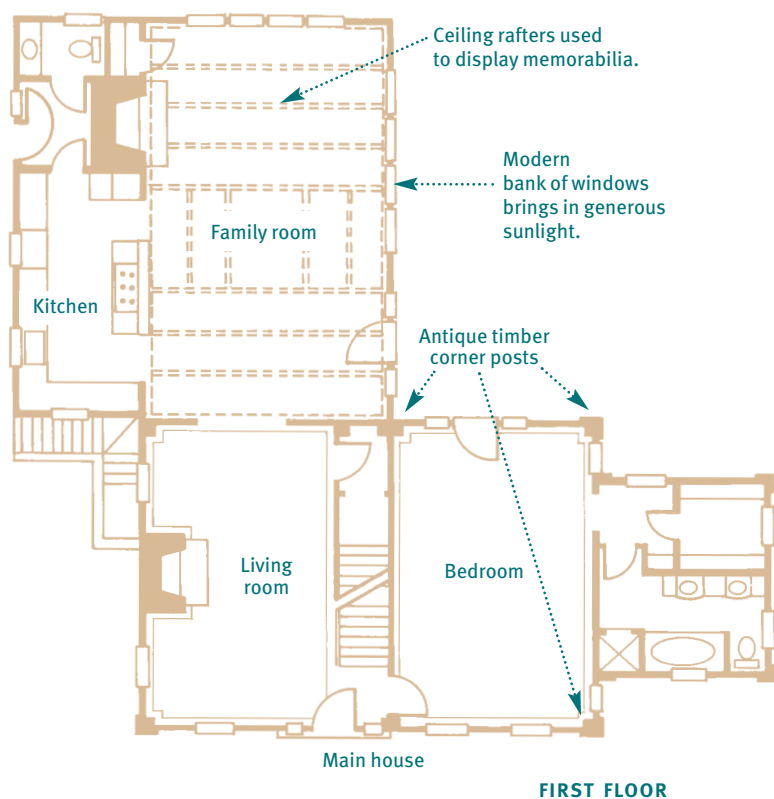 Ceiling rafters used
to display memorabilia.
Modern
bank of windows
brings in generous
sunlight.
Family room
Kitchen
Antique timber
corner posts
Living
room
Bedroom
Main house
FIRST FLOOR